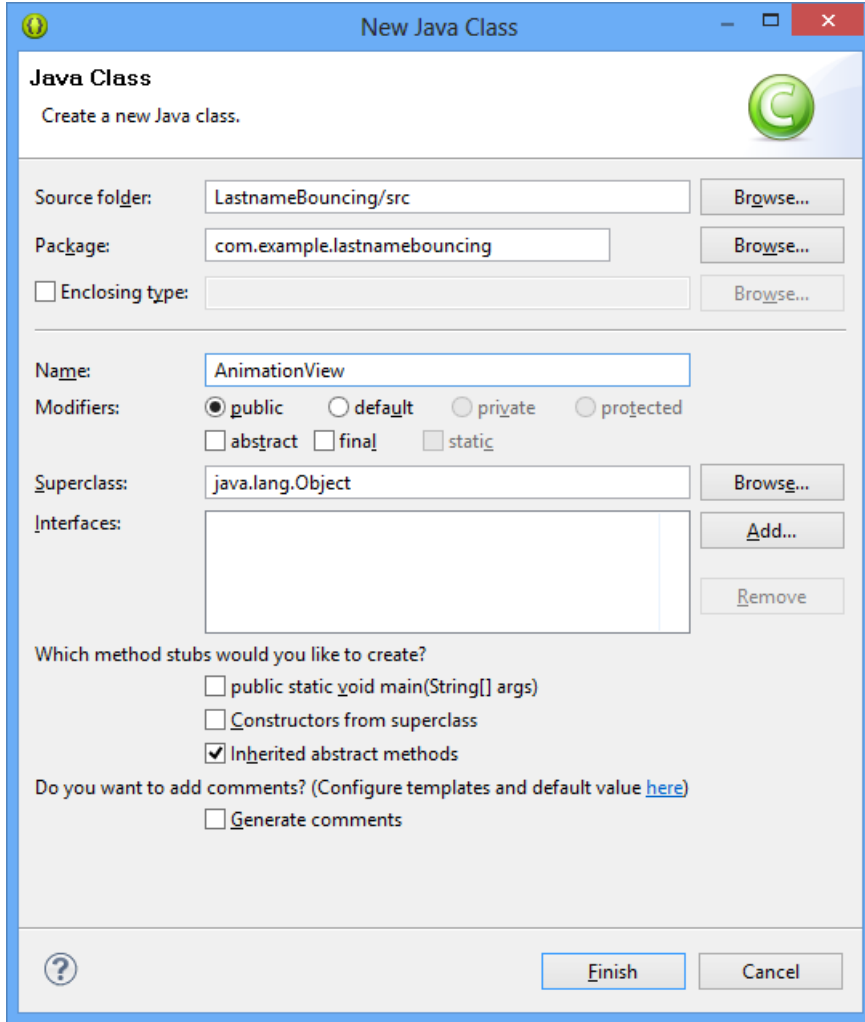 New Java Class
Java Class
Create a new Java class.
C
Source folder: LastnameBouncing/src Browse...
Package: com.example.lastnamebouncing Browse...
Enclosing type: Browse...
Name: AnimationView
Modifiers: public default private protected
abstract final static
Superclass: java.lang.Object Browse...
Interfaces: Add...
Remove
Which method stubs would you like to create?
public static void main(String[] args)
Constructors from superclass
Inherited abstract methods
Do you want to add comments? (Configure templates and default value here)
Generate comments
? Finish Cancel